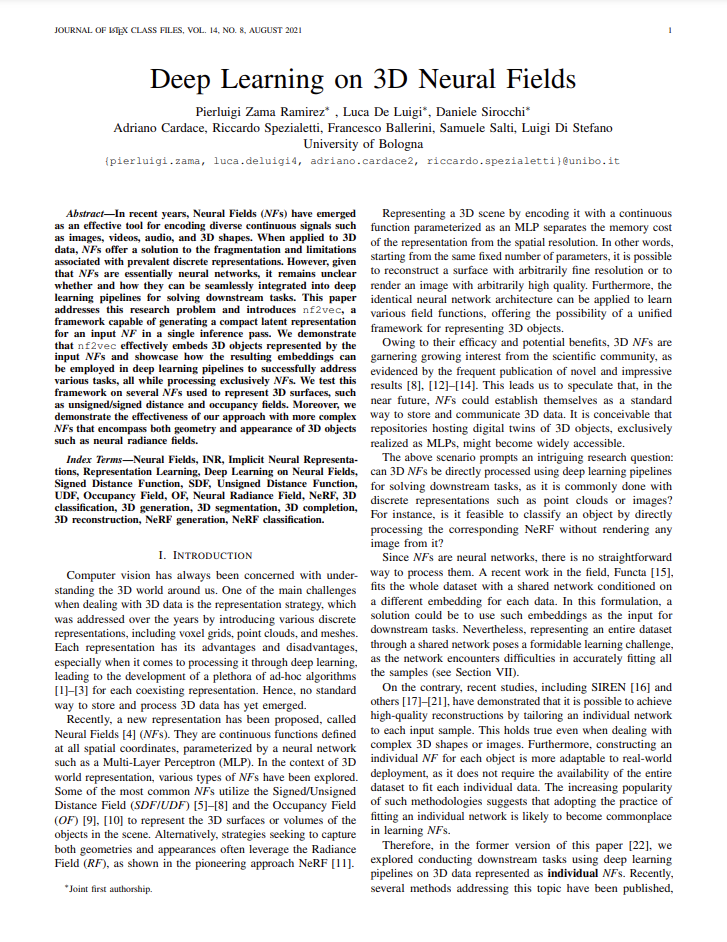 JOURNAL OF LATEX CLASS FILES, VOL. 14, NO. 8, AUGUST 2021
1
Deep Learning on 3D Neural Fields
Pierluigi Zama Ramirez* , Luca De Luigi*, Daniele Sirocchi*
Adriano Cardace, Riccardo Spezialetti, Francesco Ballerini, Samuele Salti, Luigi Di Stefano
University of Bologna
{pierluigi.zama, luca.deluigi4, adriano.cardace2, riccardo.spezialetti}@unibo.it
Abstract—In recent years, Neural Fields (NFs) have emerged
as an effective tool for encoding diverse continuous signals such
as images, videos, audio, and 3D shapes. When applied to 3D
data, NFs offer a solution to the fragmentation and limitations
associated with prevalent discrete representations. However, given
that NFs are essentially neural networks, it remains unclear
whether and how they can be seamlessly integrated into deep
learning pipelines for solving downstream tasks. This paper
addresses this research problem and introduces nf2vec, a
framework capable of generating a compact latent representation
for an input NF in a single inference pass. We demonstrate
that nf2vec effectively embeds 3D objects represented by the
input NFs and showcase how the resulting embeddings can
be employed in deep learning pipelines to successfully address
various tasks, all while processing exclusively NFs. We test this
framework on several NFs used to represent 3D surfaces, such
as unsigned/signed distance and occupancy fields. Moreover, we
demonstrate the effectiveness of our approach with more complex
NFs that encompass both geometry and appearance of 3D objects
such as neural radiance fields.
Index Terms—Neural Fields, INR, Implicit Neural Representa-
tions, Representation Learning, Deep Learning on Neural Fields,
Signed Distance Function, SDF, Unsigned Distance Function,
UDF, Occupancy Field, OF, Neural Radiance Field, NeRF, 3D
classification, 3D generation, 3D segmentation, 3D completion,
3D reconstruction, NeRF generation, NeRF classification.
I. INTRODUCTION
Computer vision has always been concerned with under-
standing the 3D world around us. One of the main challenges
when dealing with 3D data is the representation strategy, which
was addressed over the years by introducing various discrete
representations, including voxel grids, point clouds, and meshes.
Each representation has its advantages and disadvantages,
especially when it comes to processing it through deep learning,
leading to the development of a plethora of ad-hoc algorithms
[1]–[3] for each coexisting representation. Hence, no standard
way to store and process 3D data has yet emerged.
Recently, a new representation has been proposed, called
Neural Fields [4] (NFs). They are continuous functions defined
at all spatial coordinates, parameterized by a neural network
such as a Multi-Layer Perceptron (MLP). In the context of 3D
world representation, various types of NFs have been explored.
Some of the most common NFs utilize the Signed/Unsigned
Distance Field (SDF/UDF) [5]–[8] and the Occupancy Field
(OF) [9], [10] to represent the 3D surfaces or volumes of the
objects in the scene. Alternatively, strategies seeking to capture
both geometries and appearances often leverage the Radiance
Field (RF), as shown in the pioneering approach NeRF [11].
*Joint first authorship.
Representing a 3D scene by encoding it with a continuous
function parameterized as an MLP separates the memory cost
of the representation from the spatial resolution. In other words,
starting from the same fixed number of parameters, it is possible
to reconstruct a surface with arbitrarily fine resolution or to
render an image with arbitrarily high quality. Furthermore, the
identical neural network architecture can be applied to learn
various field functions, offering the possibility of a unified
framework for representing 3D objects.
Owing to their efficacy and potential benefits, 3D NFs are
garnering growing interest from the scientific community, as
evidenced by the frequent publication of novel and impressive
results [8], [12]–[14]. This leads us to speculate that, in the
near future, NFs could establish themselves as a standard
way to store and communicate 3D data. It is conceivable that
repositories hosting digital twins of 3D objects, exclusively
realized as MLPs, might become widely accessible.
The above scenario prompts an intriguing research question:
can 3D NFs be directly processed using deep learning pipelines
for solving downstream tasks, as it is commonly done with
discrete representations such as point clouds or images?
For instance, is it feasible to classify an object by directly
processing the corresponding NeRF without rendering any
image from it?
Since NFs are neural networks, there is no straightforward
way to process them. A recent work in the field, Functa [15],
fits the whole dataset with a shared network conditioned on
a different embedding for each data. In this formulation, a
solution could be to use such embeddings as the input for
downstream tasks. Nevertheless, representing an entire dataset
through a shared network poses a formidable learning challenge,
as the network encounters difficulties in accurately fitting all
the samples (see Section VII).
On the contrary, recent studies, including SIREN [16] and
others [17]–[21], have demonstrated that it is possible to achieve
high-quality reconstructions by tailoring an individual network
to each input sample. This holds true even when dealing with
complex 3D shapes or images. Furthermore, constructing an
individual NF for each object is more adaptable to real-world
deployment, as it does not require the availability of the entire
dataset to fit each individual data. The increasing popularity
of such methodologies suggests that adopting the practice of
fitting an individual network is likely to become commonplace
in learning NFs.
Therefore, in the former version of this paper [22], we
explored conducting downstream tasks using deep learning
pipelines on 3D data represented as individual NFs. Recently,
several methods addressing this topic have been published,